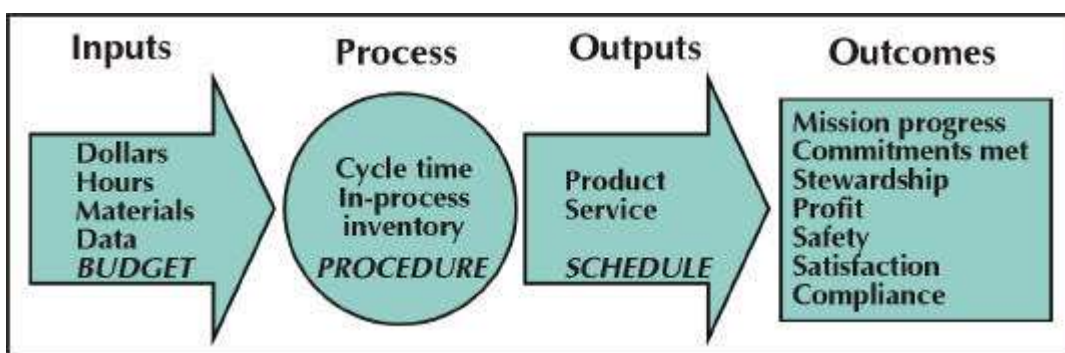 Inputs
Dollars
Hours
Materials
Data
BUDGET
Process
Cycle time
In-process
inventory
PROCEDURE
Outputs
Product
Service
SCHEDULE
Outcomes
Mission progress
Commitments met
Stewardship
Profit
Safety
Satisfaction
Compliance